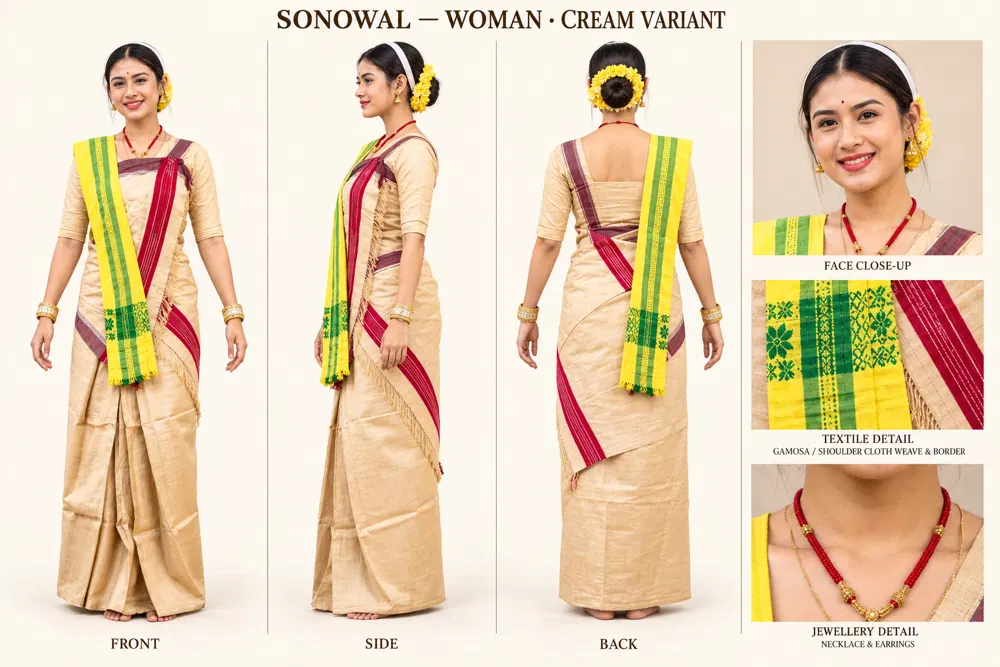 SONOWAL — WOMAN · CREAM VARIANT
FRONT
SIDE
BACK
FACE CLOSE-UP
TEXTILE DETAIL
GAMOSA / SHOULDER CLOTH WEAVE & BORDER
JEWELLERY DETAIL
NECKLACE & EARRINGS